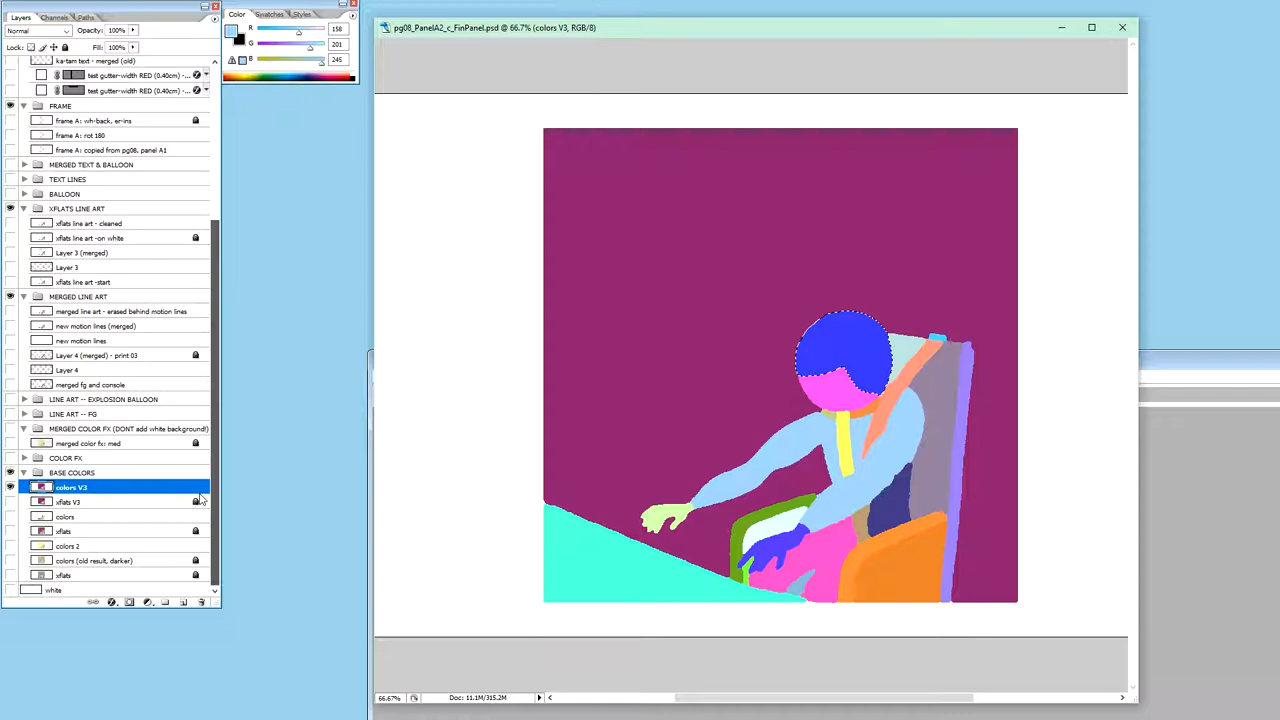 Layers Channels Paths
Normal Opacity: 100%
Lock: Fill: 100%
ka-tam text - merged (old)
test gutter-width RED (0.40cm) -...
test gutter-width RED (0.40cm) -...
FRAME
frame A: wh-back, er-ins
frame A: rot 180
frame A: copied from pg08, panel A1
MERGED TEXT & BALLOON
TEXT LINES
BALLOON
XFLATS LINE ART
xflats line art - cleaned
xflats line art -on white
Layer 3 (merged)
Layer 3
xflats line art -start
MERGED LINE ART
merged line art - erased behind motion lines
new motion lines (merged)
new motion lines
Layer 4 (merged) - print 03
Layer 4
merged fg and console
LINE ART -- EXPLOSION BALLOON
LINE ART -- FG
MERGED COLOR FX (DONT add white background!)
merged color fx: med
COLOR FX
BASE COLORS
colors V3
xflats V3
colors
xflats
colors 2
colors (old result, darker)
xflats
white
Color Swatches Styles
R 158
G 201
B 245
pg08_PanelA2_c_FinPanel.psd @ 66.7% (colors V3, RGB/8)
66.67% Doc: 11.1M/315.2M